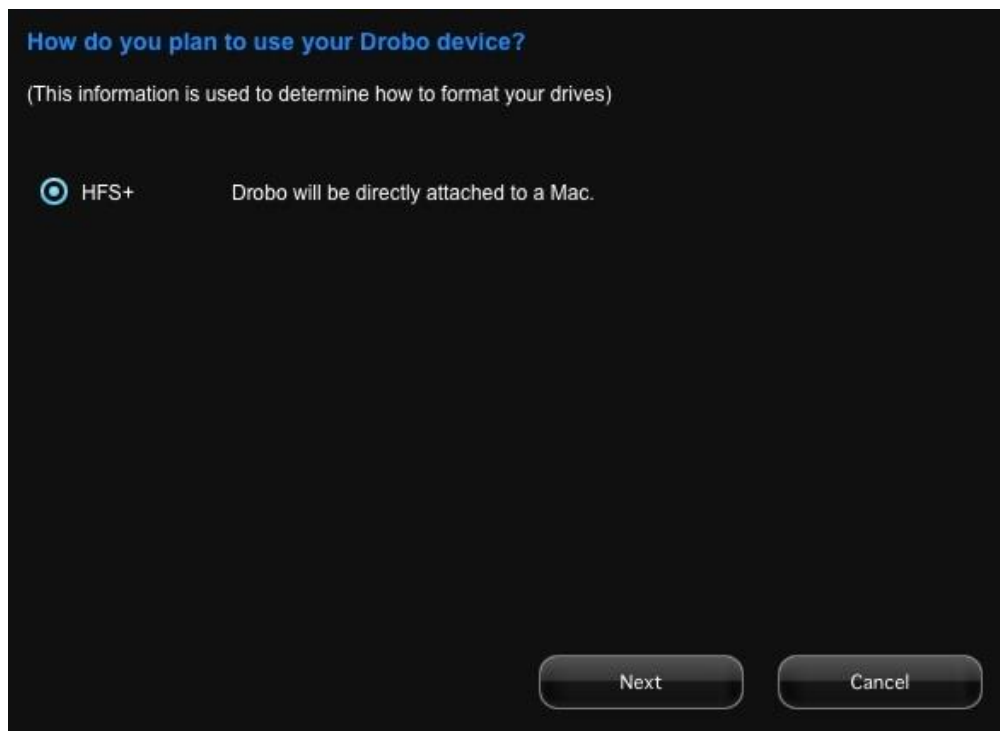 How do you plan to use your Drobo device?
(This information is used to determine how to format your drives)
HFS+ Drobo will be directly attached to a Mac.
Next Cancel